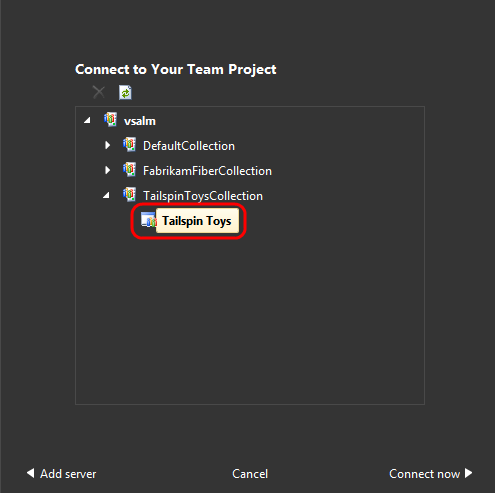 Connect to Your Team Project
vsalm
DefaultCollection
FabrikamFiberCollection
TailspinToysCollection
Tailspin Toys
Add server
Cancel
Connect now